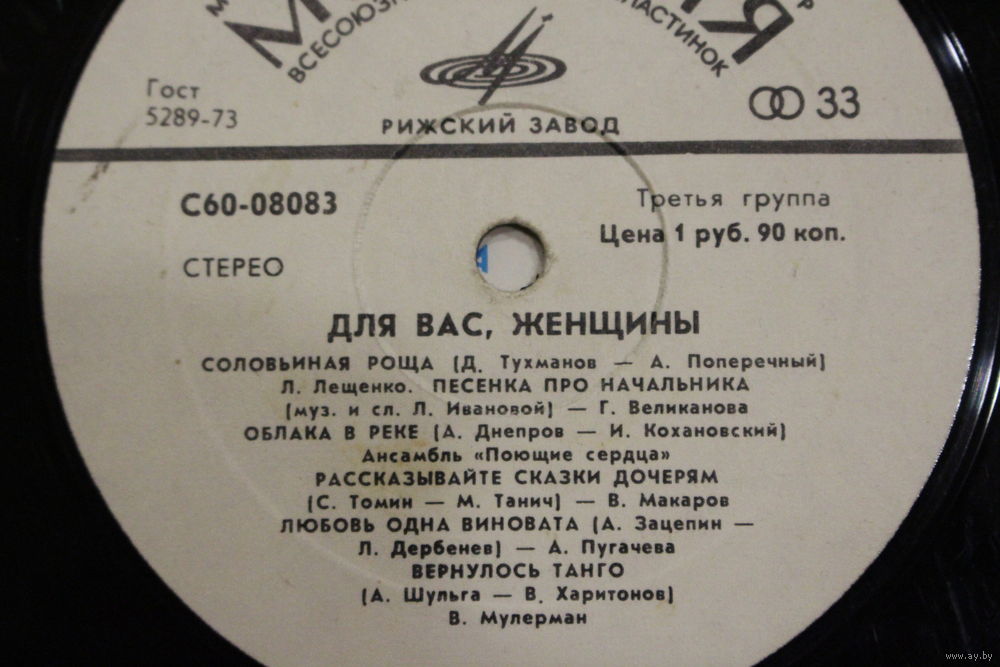 ВСЕСОЮЗН
ЛАСТИНОК
Гост
5289-73
33
РИЖСКИЙ ЗАВОД
С60-08083
Третья группа
Цена 1 руб. 90 коп.
СТЕРЕО
ДЛЯ ВАС, ЖЕНЩИНЫ
СОЛОВЬИНАЯ РОЩА (Д. Тухманов — А. Поперечный)
Л. Лещенко. ПЕСЕНКА ПРО НАЧАЛЬНИКА
(муз. и сл. Л. Ивановой) — Г. Великанова
ОБЛАКА В РЕКЕ (А. Днепров — И. Кохановский)
Ансамбль «Поющие сердца»
РАССКАЗЫВАЙТЕ СКАЗКИ ДОЧЕРЯМ
(С. Томин — М. Танич) — В. Макаров
ЛЮБОВЬ ОДНА ВИНОВАТА (А. Зацепин —
Л. Дербенев) — А. Пугачева
ВЕРНУЛОСЬ ТАНГО
(А. Шульга — В. Харитонов)
В. Мулерман
www.ay.by